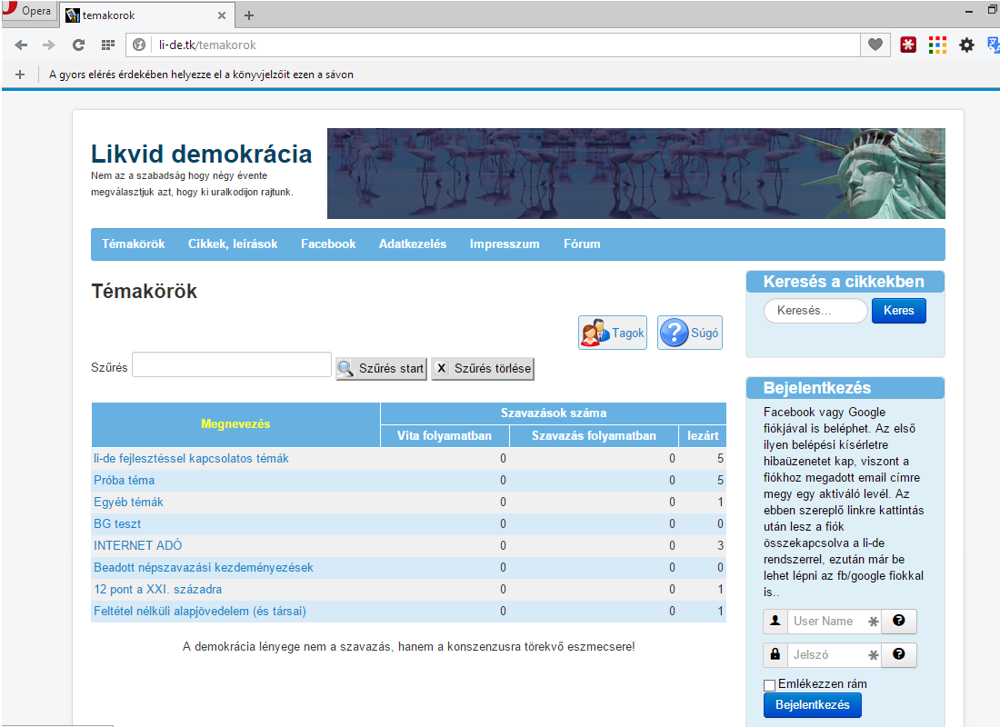 Opera
temakorok
li-de.tk/temakorok
A gyors elérés érdekében helyezze el a könyvjelzőit ezen a sávon
Likvid demokrácia
Nem az a szabadság hogy négy évente
megválasztjuk azt, hogy ki uralkodijon rajtunk.
Témakörök Cikkek, leírások Facebook Adatkezelés Impresszum Fórum
Témakörök
Tagok Súgó
Szűrés Szűrés start X Szűrés törlése
Megnevezés Szavazások száma
Vita folyamatban Szavazás folyamatban lezárt
li-de fejlesztéssel kapcsolatos témák 0 0 5
Próba téma 0 0 5
Egyéb témák 0 0 1
BG teszt 0 0 0
INTERNET ADÓ 0 0 3
Beadott népszavazási kezdeményezések 0 0 0
12 pont a XXI. századra 0 0 1
Feltétel nélküli alapjövedelem (és társai) 0 0 1
A demokrácia lényege nem a szavazás, hanem a konszenzusra törekvő eszmecsere!
Keresés a cikkekben
Keresés... Keres
Bejelentkezés
Facebook vagy Google
fiókjával is beléphet. Az első
ilyen belépési kísérletre
hibaüzenetet kap, viszont a
fiókhoz megadott email címre
megy egy aktiváló levél. Az
ebben szereplő linkre kattintás
után lesz a fiók
összekapcsolva a li-de
rendszerrel, ezután már be
lehet lépni az fb/google fiokkal
is..
User Name
Jelszó
Emlékezzen rám
Bejelentkezés